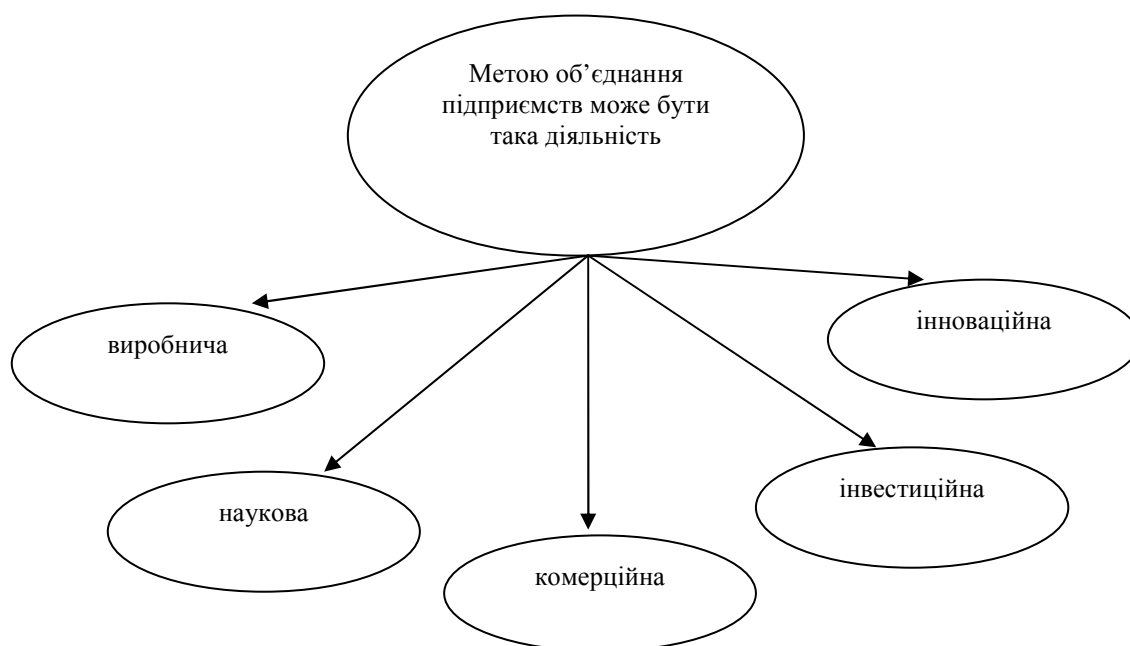 Метою об’єднання
підприємств може бути
така діяльність
виробнича
інноваційна
наукова
інвестиційна
комерційна